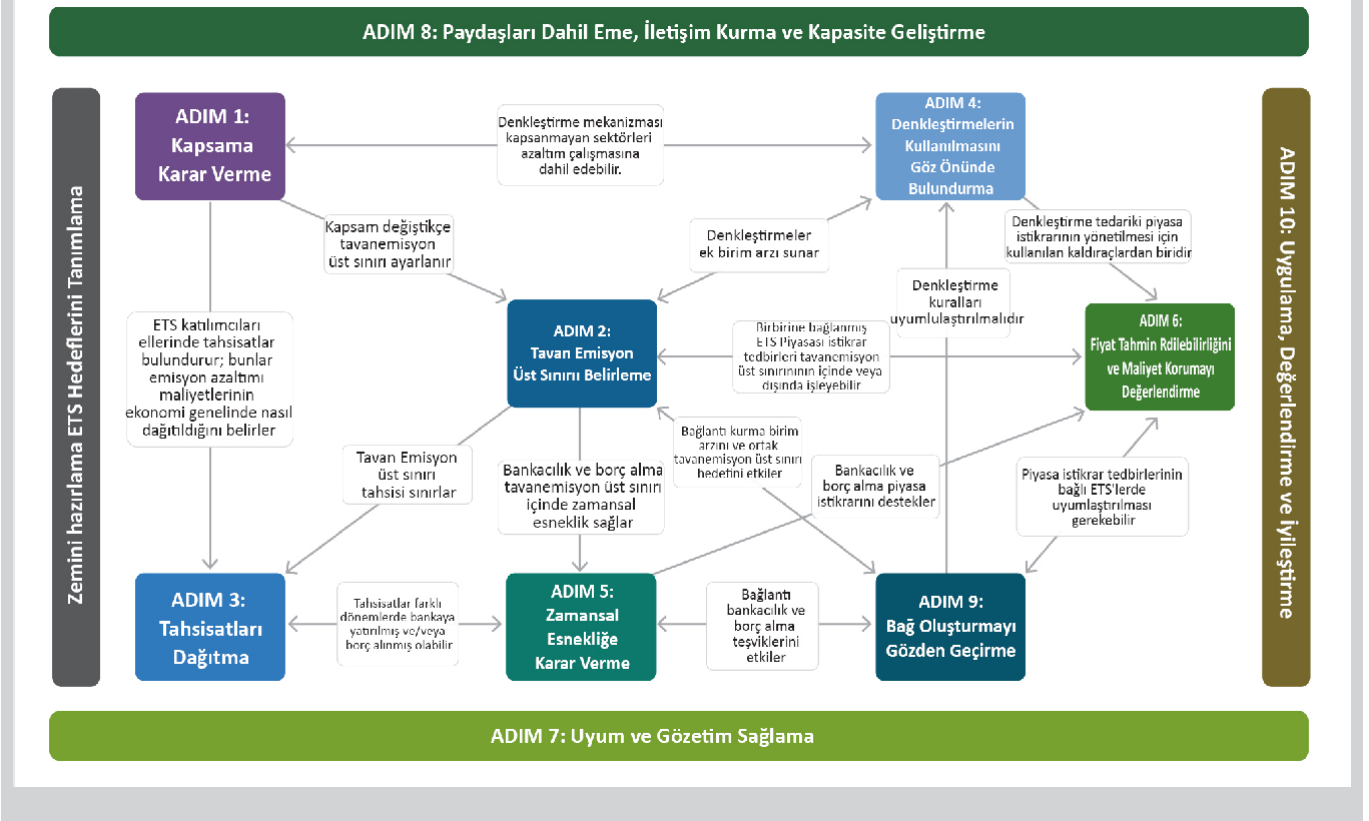 ADIM 8: Paydaşları Dahil Eme, İletişim Kurma ve Kapasite Geliştirme
Zemini hazırlama ETS Hedeflerini Tanımlama
ADIM 1:
Kapsama
Karar Verme
Denkleştirme mekanizması
kapsanmayan sektörleri
azaltım çalışmasına
dahil edebilir.
ADIM 4:
Denkleştirmelerin
Kullanılmasını
Göz Önünde
Bulundurma
ADIM 10: Uygulama, Değerlendirme ve İyileştirme
Kapsam değiştikçe
tavanemisyon
üst sınırı ayarlanır
Denkleştirmeler
ek birim arzı sunar
Denkleştirme tedariki piyasa
istikrarının yönetilmesi için
kullanılan kaldıraçlardan biridir
Denkleştirme
kuralları
uyumlulaştırılmalıdır
ETS katılımcıları
ellerinde tahsisatlar
bulundurur; bunlar
emisyon azaltımı
maliyetlerinin
ekonomi genelinde nasıl
dağıtıldığını belirler
ADIM 2:
Tavan Emisyon
Üst Sınırıı Belirleme
Birbirine bağlanmış
ETS Piyasası istikrar
tedbirleri tavanemisyon
üst sınırınının içinde veya
dışında işleyebilir
ADIM 6:
Fiyat Tahmin Rdilebilirliğini
ve Maliyet Korumayı
Değerlendirme
Tavan Emisyon
üst sınırı
tahsisi sınırlar
Bankacılık ve borç alma
tavanemisyon üst sınırı
içinde zamansal
esneklik sağlar
Bağlantı kurma birim
arzını ve ortak
tavanemisyon üst sınırı
hedefini etkiler
Bankacılık ve
borç alma piyasa
istikrarını destekler
Piyasa istikrar tedbirlerinin
bağlı ETS'lerde
uyumlaştırılması
gerekebilir
ADIM 3:
Tahsisatları
Dağıtma
Tahsisatlar farklı
dönemlerde bankaya
yatırılmış ve/veya
borç alınmış olabilir
ADIM 5:
Zamansal
Esnekliğe
Karar Verme
Bağlantı
bankacılık ve
borç alma
teşviklerini
etkiler
ADIM 9:
Bağ Oluşturmayı
Gözden Geçirme
ADIM 7: Uyum ve Gözetim Sağlama